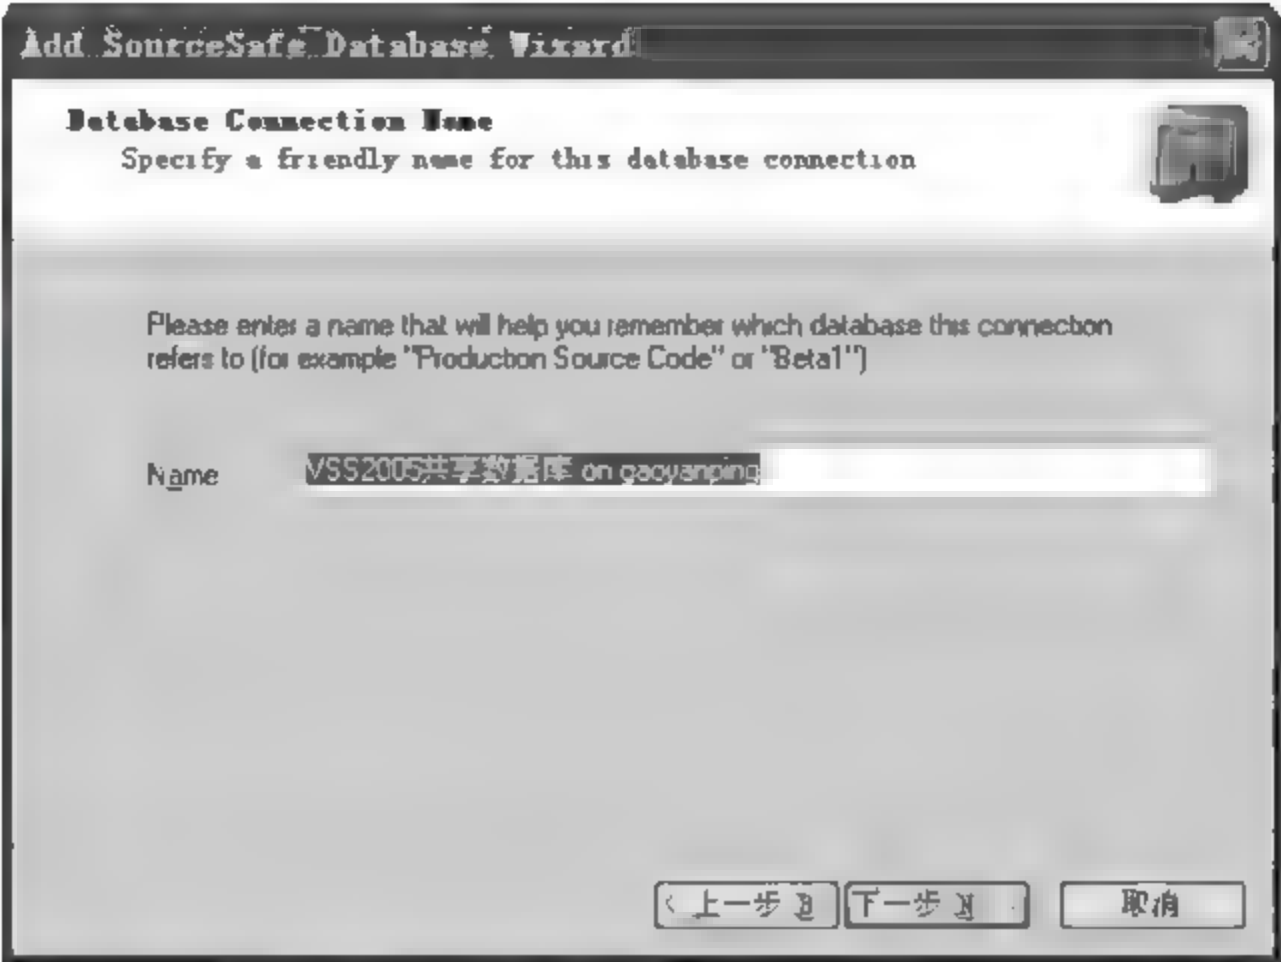 Add SourceSafe Database Wizard
Database Connection Name
Specify a friendly name for this database connection
Please enter a name that will help you remember which database this connection
refers to (for example "Production Source Code" or "Beta1")
Name
VSS2005共享数据库 on gaoyanping
< 上一步 B
下一步 N
取消